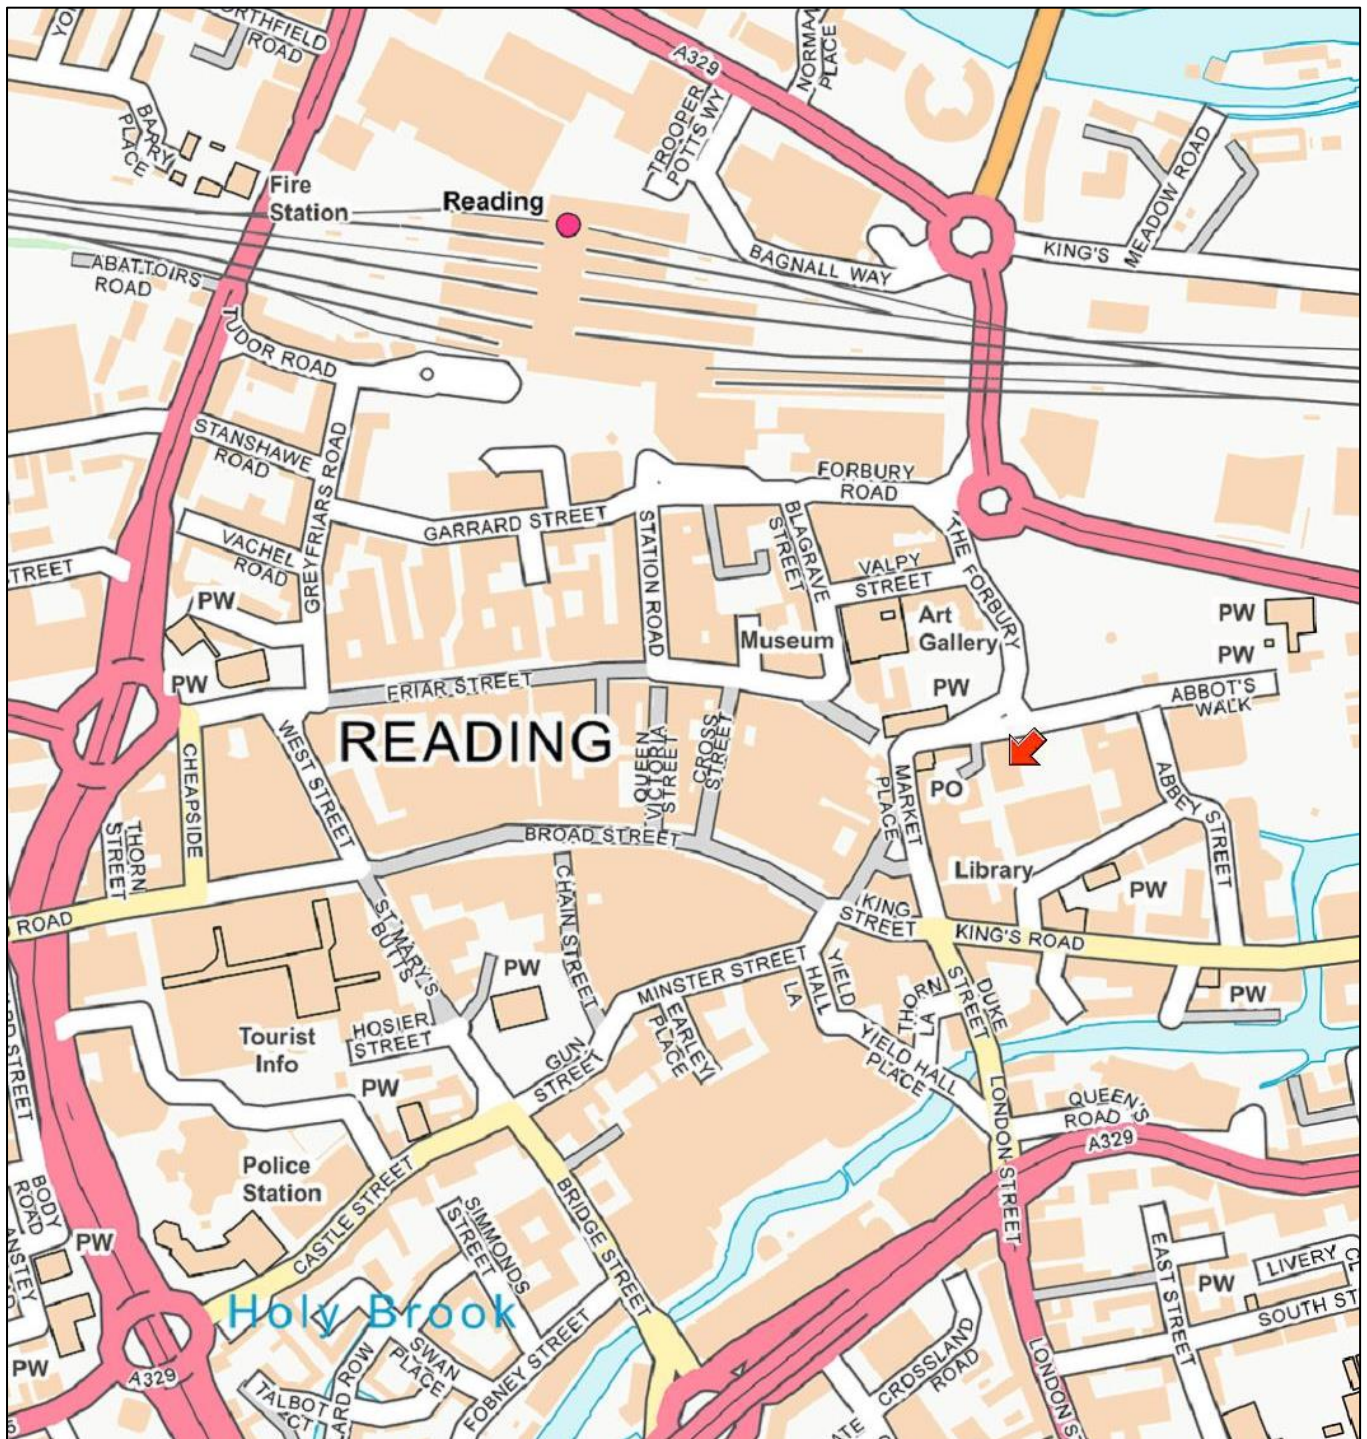 NORTHFIELD
ROAD
YO
BARRY
PLACE
A329
NORMAN
PLACE
TROOPER
POTTS WY
MEADOW ROAD
Fire
Station
Reading
KING'S
BAGNALL WAY
ABATTOIRS
ROAD
TUDOR ROAD
STANSHAWE
ROAD
GREYFRIARS ROAD
FORBURY
ROAD
GARRARD STREET
STATION ROAD
BLAGRAVE
STREET
VACHEL
ROAD
VALPY
STREET
THE FORBURY
STREET
PW
Art
Gallery
Museum
PW
PW
PW
PW
FRIAR STREET
ABBOT'S
WALK
READING
WEST STREET
CHEAPSIDE
QUEEN
VICTORIA
STREET
CROSS
STREET
MARKET
PLACE
PO
ABBEY STREET
THORN
STREET
BROAD STREET
Library
PW
CHAIN STREET
ROAD
ST MARY'S
BUTTS
KING
STREET
KING'S ROAD
PW
MINSTER STREET
YIELD
HALL
LA
THORN
LA
DUKE
STREET
PW
HOSIER
STREET
Tourist
Info
GUN
STREET
EARLEY
PLACE
YIELD HALL
PLACE
PW
LONDON STREET
QUEEN'S
ROAD
A329
Police
Station
CASTLE STREET
SIMMONDS
STREET
BRIDGE STREET
BODY
ROAD
ANSTEY
PW
EAST STREET
PW
LIVERY CL
SOUTH ST
Holy Brook
SWAN
PLACE
FOBNEY STREET
CROSSLAND
ROAD
LONDON S
PW
A329
TALBOT
CT
ARD ROW
ATE